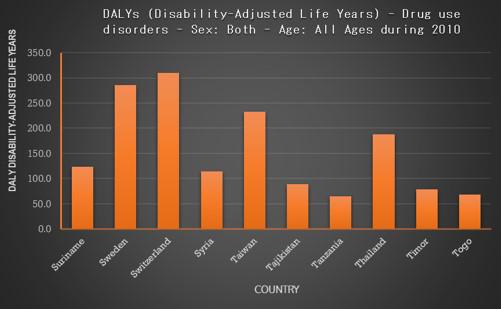 DALYs (Disability-Adjusted Life Years) - Drug use
disorders - Sex: Both - Age: All Ages during 2010
DALY DISABILITY-ADJUSTED LIFE YEARS
350.0
300.0
250.0
200.0
150.0
100.0
50.0
0.0
Suriname
Sweden
Switzerland
Syria
Taiwan
Tajikistan
Tanzania
Thailand
Timor
Togo
COUNTRY